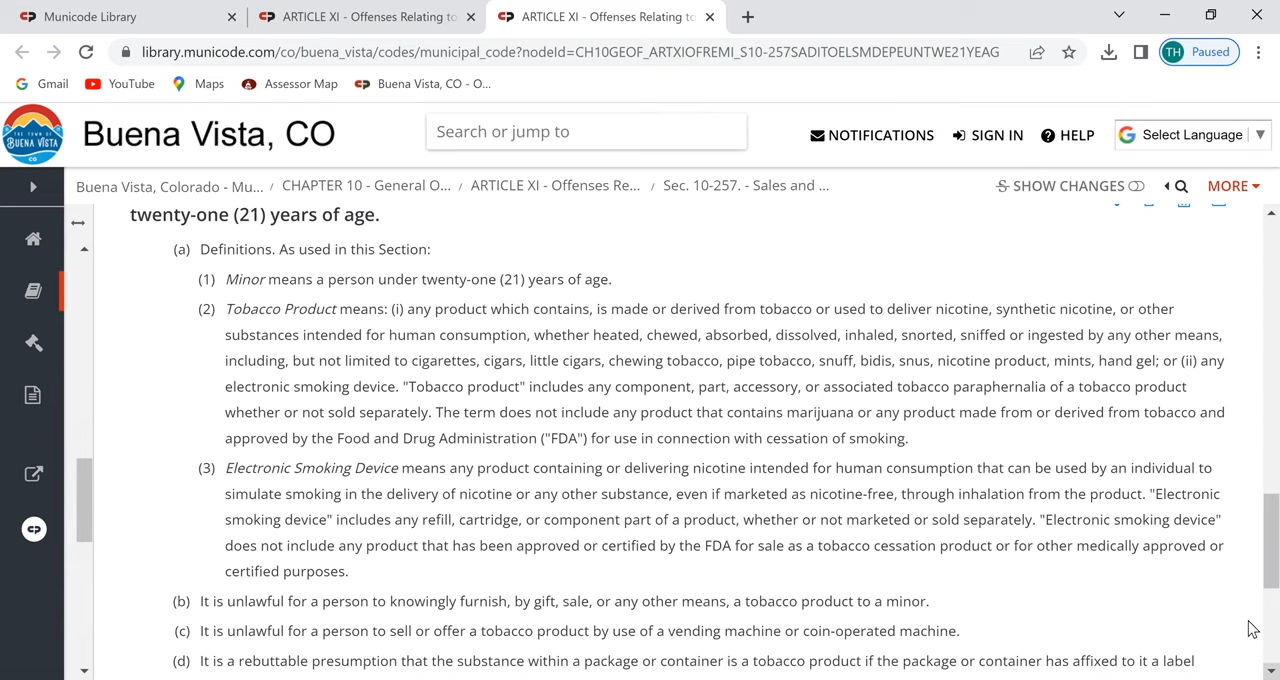 Municode Library
ARTICLE XI - Offenses Relating to
ARTICLE XI - Offenses Relating to
library.municode.com/co/buena_vista/codes/municipal_code?nodeId=CH10GEOF_ARTXIOFREMI_S10-257SADITOELSMDEPEUNTWE21YEAG
TH Paused
Gmail YouTube Maps Assessor Map Buena Vista, CO - O...
THE TOWN OF
BUENA VISTA
CO
Buena Vista, CO
Search or jump to
NOTIFICATIONS SIGN IN HELP
G Select Language
Buena Vista, Colorado - Mu... / CHAPTER 10 - General O... / ARTICLE XI - Offenses Re... / Sec. 10-257. - Sales and ...
SHOW CHANGES MORE
twenty-one (21) years of age.
(a) Definitions. As used in this Section:
(1) Minor means a person under twenty-one (21) years of age.
(2) Tobacco Product means: (i) any product which contains, is made or derived from tobacco or used to deliver nicotine, synthetic nicotine, or other
substances intended for human consumption, whether heated, chewed, absorbed, dissolved, inhaled, snorted, sniffed or ingested by any other means,
including, but not limited to cigarettes, cigars, little cigars, chewing tobacco, pipe tobacco, snuff, bidis, snus, nicotine product, mints, hand gel; or (ii) any
electronic smoking device. "Tobacco product" includes any component, part, accessory, or associated tobacco paraphernalia of a tobacco product
whether or not sold separately. The term does not include any product that contains marijuana or any product made from or derived from tobacco and
approved by the Food and Drug Administration ("FDA") for use in connection with cessation of smoking.
(3) Electronic Smoking Device means any product containing or delivering nicotine intended for human consumption that can be used by an individual to
simulate smoking in the delivery of nicotine or any other substance, even if marketed as nicotine-free, through inhalation from the product. "Electronic
smoking device" includes any refill, cartridge, or component part of a product, whether or not marketed or sold separately. "Electronic smoking device"
does not include any product that has been approved or certified by the FDA for sale as a tobacco cessation product or for other medically approved or
certified purposes.
(b) It is unlawful for a person to knowingly furnish, by gift, sale, or any other means, a tobacco product to a minor.
(c) It is unlawful for a person to sell or offer a tobacco product by use of a vending machine or coin-operated machine.
(d) It is a rebuttable presumption that the substance within a package or container is a tobacco product if the package or container has affixed to it a label